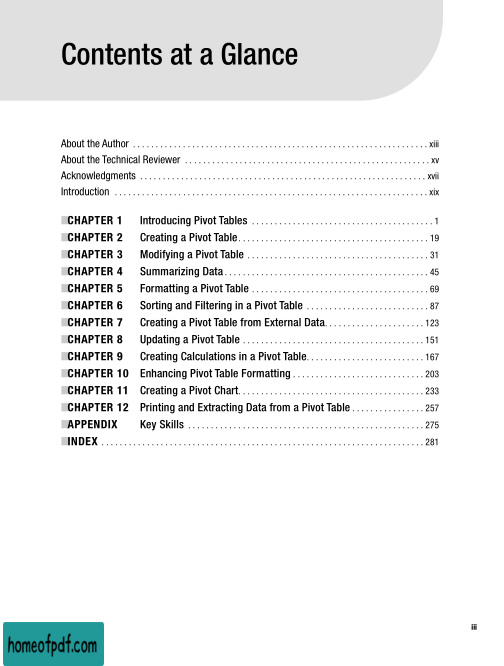 Contents at a Glance
About the Author . . . . . . . . . . . . . . . . . . . . . . . . . . . . . . . . . . . . . . . . . . . . . . . . . . . . . . . . . . . . . . . . . xiii
About the Technical Reviewer . . . . . . . . . . . . . . . . . . . . . . . . . . . . . . . . . . . . . . . . . . . . . . . . . . . . . . xv
Acknowledgments . . . . . . . . . . . . . . . . . . . . . . . . . . . . . . . . . . . . . . . . . . . . . . . . . . . . . . . . . . . . . . . xvii
Introduction . . . . . . . . . . . . . . . . . . . . . . . . . . . . . . . . . . . . . . . . . . . . . . . . . . . . . . . . . . . . . . . . . . . . . xix
■CHAPTER 1 Introducing Pivot Tables . . . . . . . . . . . . . . . . . . . . . . . . . . . . . . . . . . . . . . . . 1
■CHAPTER 2 Creating a Pivot Table. . . . . . . . . . . . . . . . . . . . . . . . . . . . . . . . . . . . . . . . . . 19
■CHAPTER 3 Modifying a Pivot Table . . . . . . . . . . . . . . . . . . . . . . . . . . . . . . . . . . . . . . . . 31
■CHAPTER 4 Summarizing Data . . . . . . . . . . . . . . . . . . . . . . . . . . . . . . . . . . . . . . . . . . . . . 45
■CHAPTER 5 Formatting a Pivot Table . . . . . . . . . . . . . . . . . . . . . . . . . . . . . . . . . . . . . . . 69
■CHAPTER 6 Sorting and Filtering in a Pivot Table . . . . . . . . . . . . . . . . . . . . . . . . . . . 87
■CHAPTER 7 Creating a Pivot Table from External Data. . . . . . . . . . . . . . . . . . . . . . 123
■CHAPTER 8 Updating a Pivot Table . . . . . . . . . . . . . . . . . . . . . . . . . . . . . . . . . . . . . . . . 151
■CHAPTER 9 Creating Calculations in a Pivot Table. . . . . . . . . . . . . . . . . . . . . . . . . . 167
■CHAPTER 10 Enhancing Pivot Table Formatting . . . . . . . . . . . . . . . . . . . . . . . . . . . . . 203
■CHAPTER 11 Creating a Pivot Chart. . . . . . . . . . . . . . . . . . . . . . . . . . . . . . . . . . . . . . . . . 233
■CHAPTER 12 Printing and Extracting Data from a Pivot Table . . . . . . . . . . . . . . . . 257
■APPENDIX Key Skills . . . . . . . . . . . . . . . . . . . . . . . . . . . . . . . . . . . . . . . . . . . . . . . . . . . . 275
■INDEX . . . . . . . . . . . . . . . . . . . . . . . . . . . . . . . . . . . . . . . . . . . . . . . . . . . . . . . . . . . . . . . . . . . . . . . 281
iii
homeofpdf.com